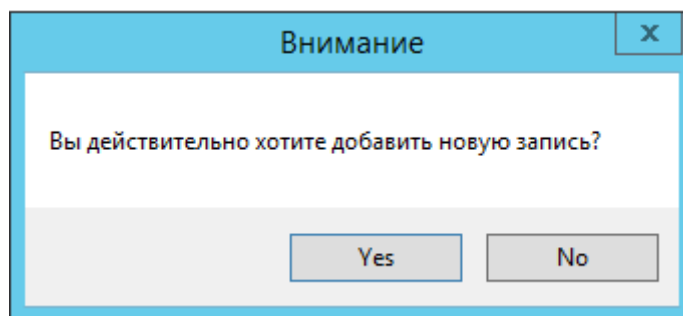 Внимание
Вы действительно хотите добавить новую запись?
Yes
No